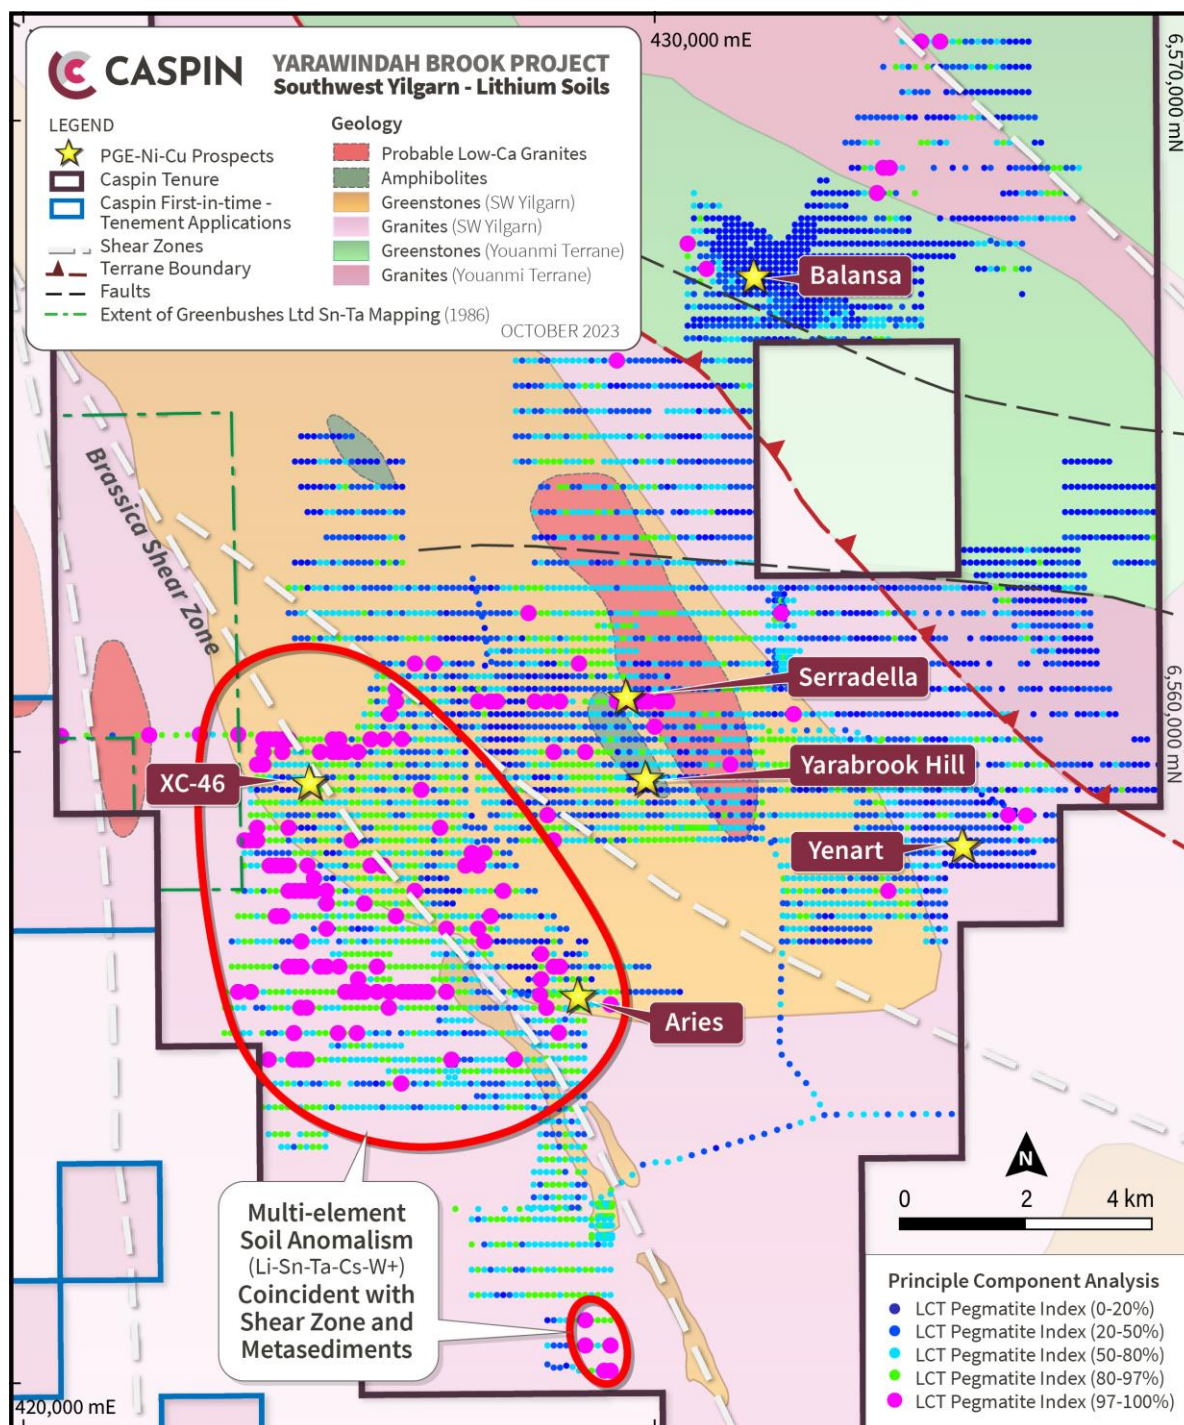 430,000 mE
6,570,000 mN
CASPIN
YARAWINDAH BROOK PROJECT
Southwest Yilgarn - Lithium Soils
LEGEND
PGE-Ni-Cu Prospects
Caspin Tenure
Caspin First-in-time -
Tenement Applications
Shear Zones
Terrane Boundary
Faults
Extent of Greenbushes Ltd Sn-Ta Mapping (1986)
Geology
Probable Low-Ca Granites
Amphibolites
Greenstones (SW Yilgarn)
Granites (SW Yilgarn)
Greenstones (Youanmi Terrane)
Granites (Youanmi Terrane)
OCTOBER 2023
Balansa
Brassica Shear Zone
Serradella
6,560,000 mN
XC-46
Yarabrook Hill
Yenart
Aries
Multi-element
Soil Anomalism
(Li-Sn-Ta-Cs-W+)
Coincident with
Shear Zone and
Metasediments
N
0 2 4 km
Principle Component Analysis
LCT Pegmatite Index (0-20%)
LCT Pegmatite Index (20-50%)
LCT Pegmatite Index (50-80%)
LCT Pegmatite Index (80-97%)
LCT Pegmatite Index (97-100%)
420,000 mE